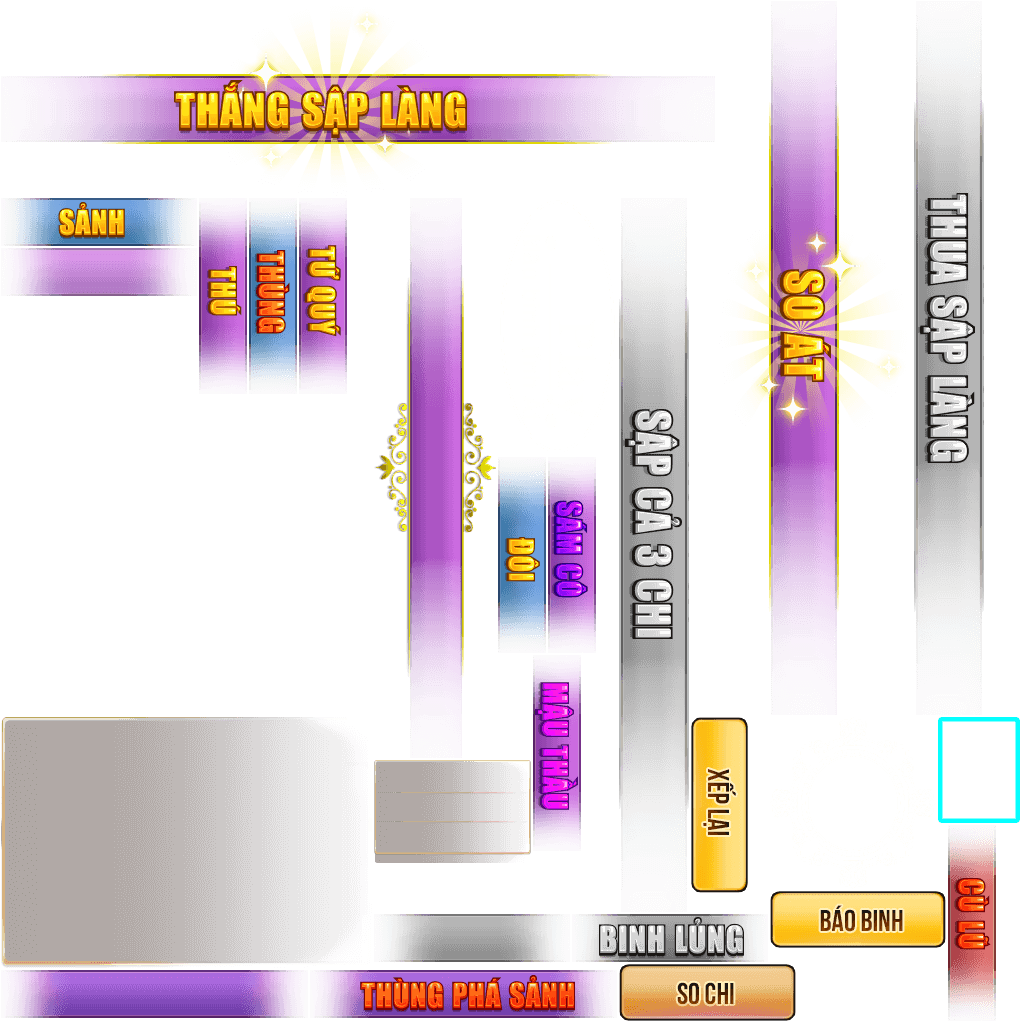 THẮNG SẬP LÀNG
SẢNH
THÚ
THÙNG
TỨ QUÝ
SO ÁT
THUA SẬP LÀNG
SẬP CẢ 3 CHI
ĐÔI
SÁM CÔ
MẬU THẦU
XẾP LẠI
CÙ LŨ
BÁO BINH
BINH LỦNG
THÙNG PHÁ SẢNH
SO CHI